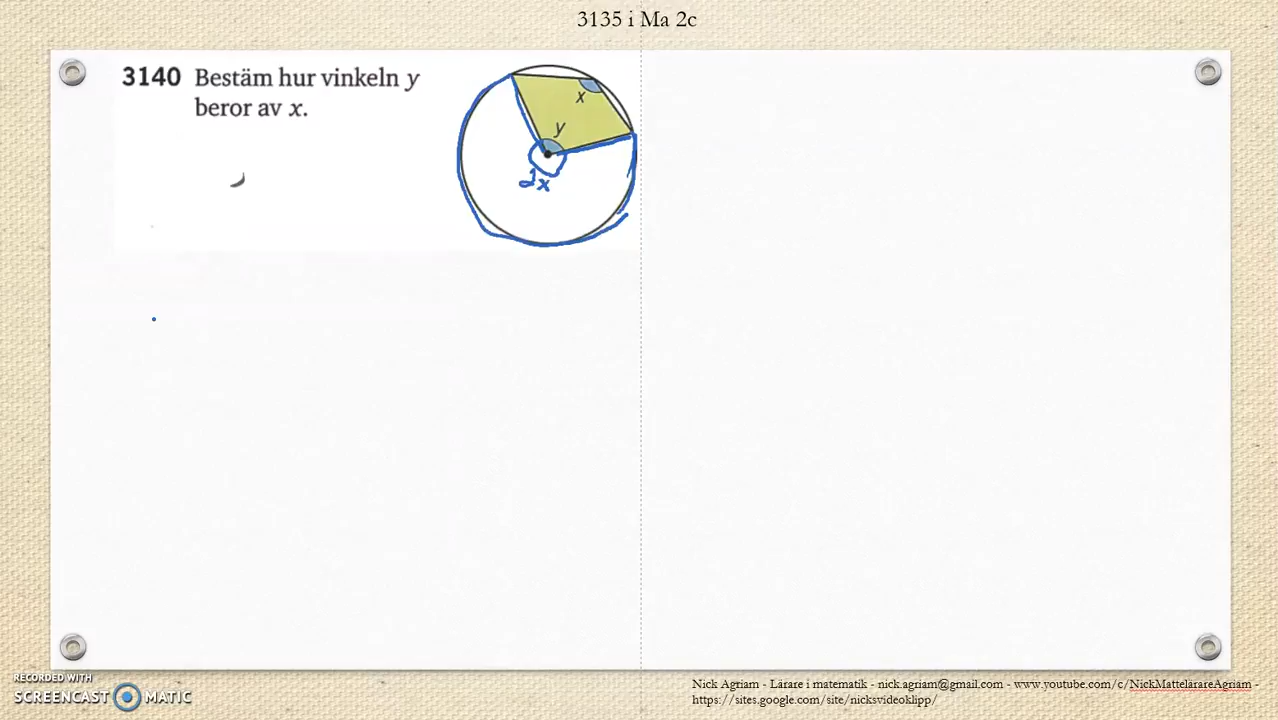 3135 i Ma 2c
3140 Bestäm hur vinkeln y
beror av x.
x
y
2x
RECORDED WITH
SCREENCAST MATIC
Nick Agriam - Lärare i matematik - nick.agriam@gmail.com - www.youtube.com/c/NickMattelärareAgriam -
https://sites.google.com/site/nicksvideoklipp/